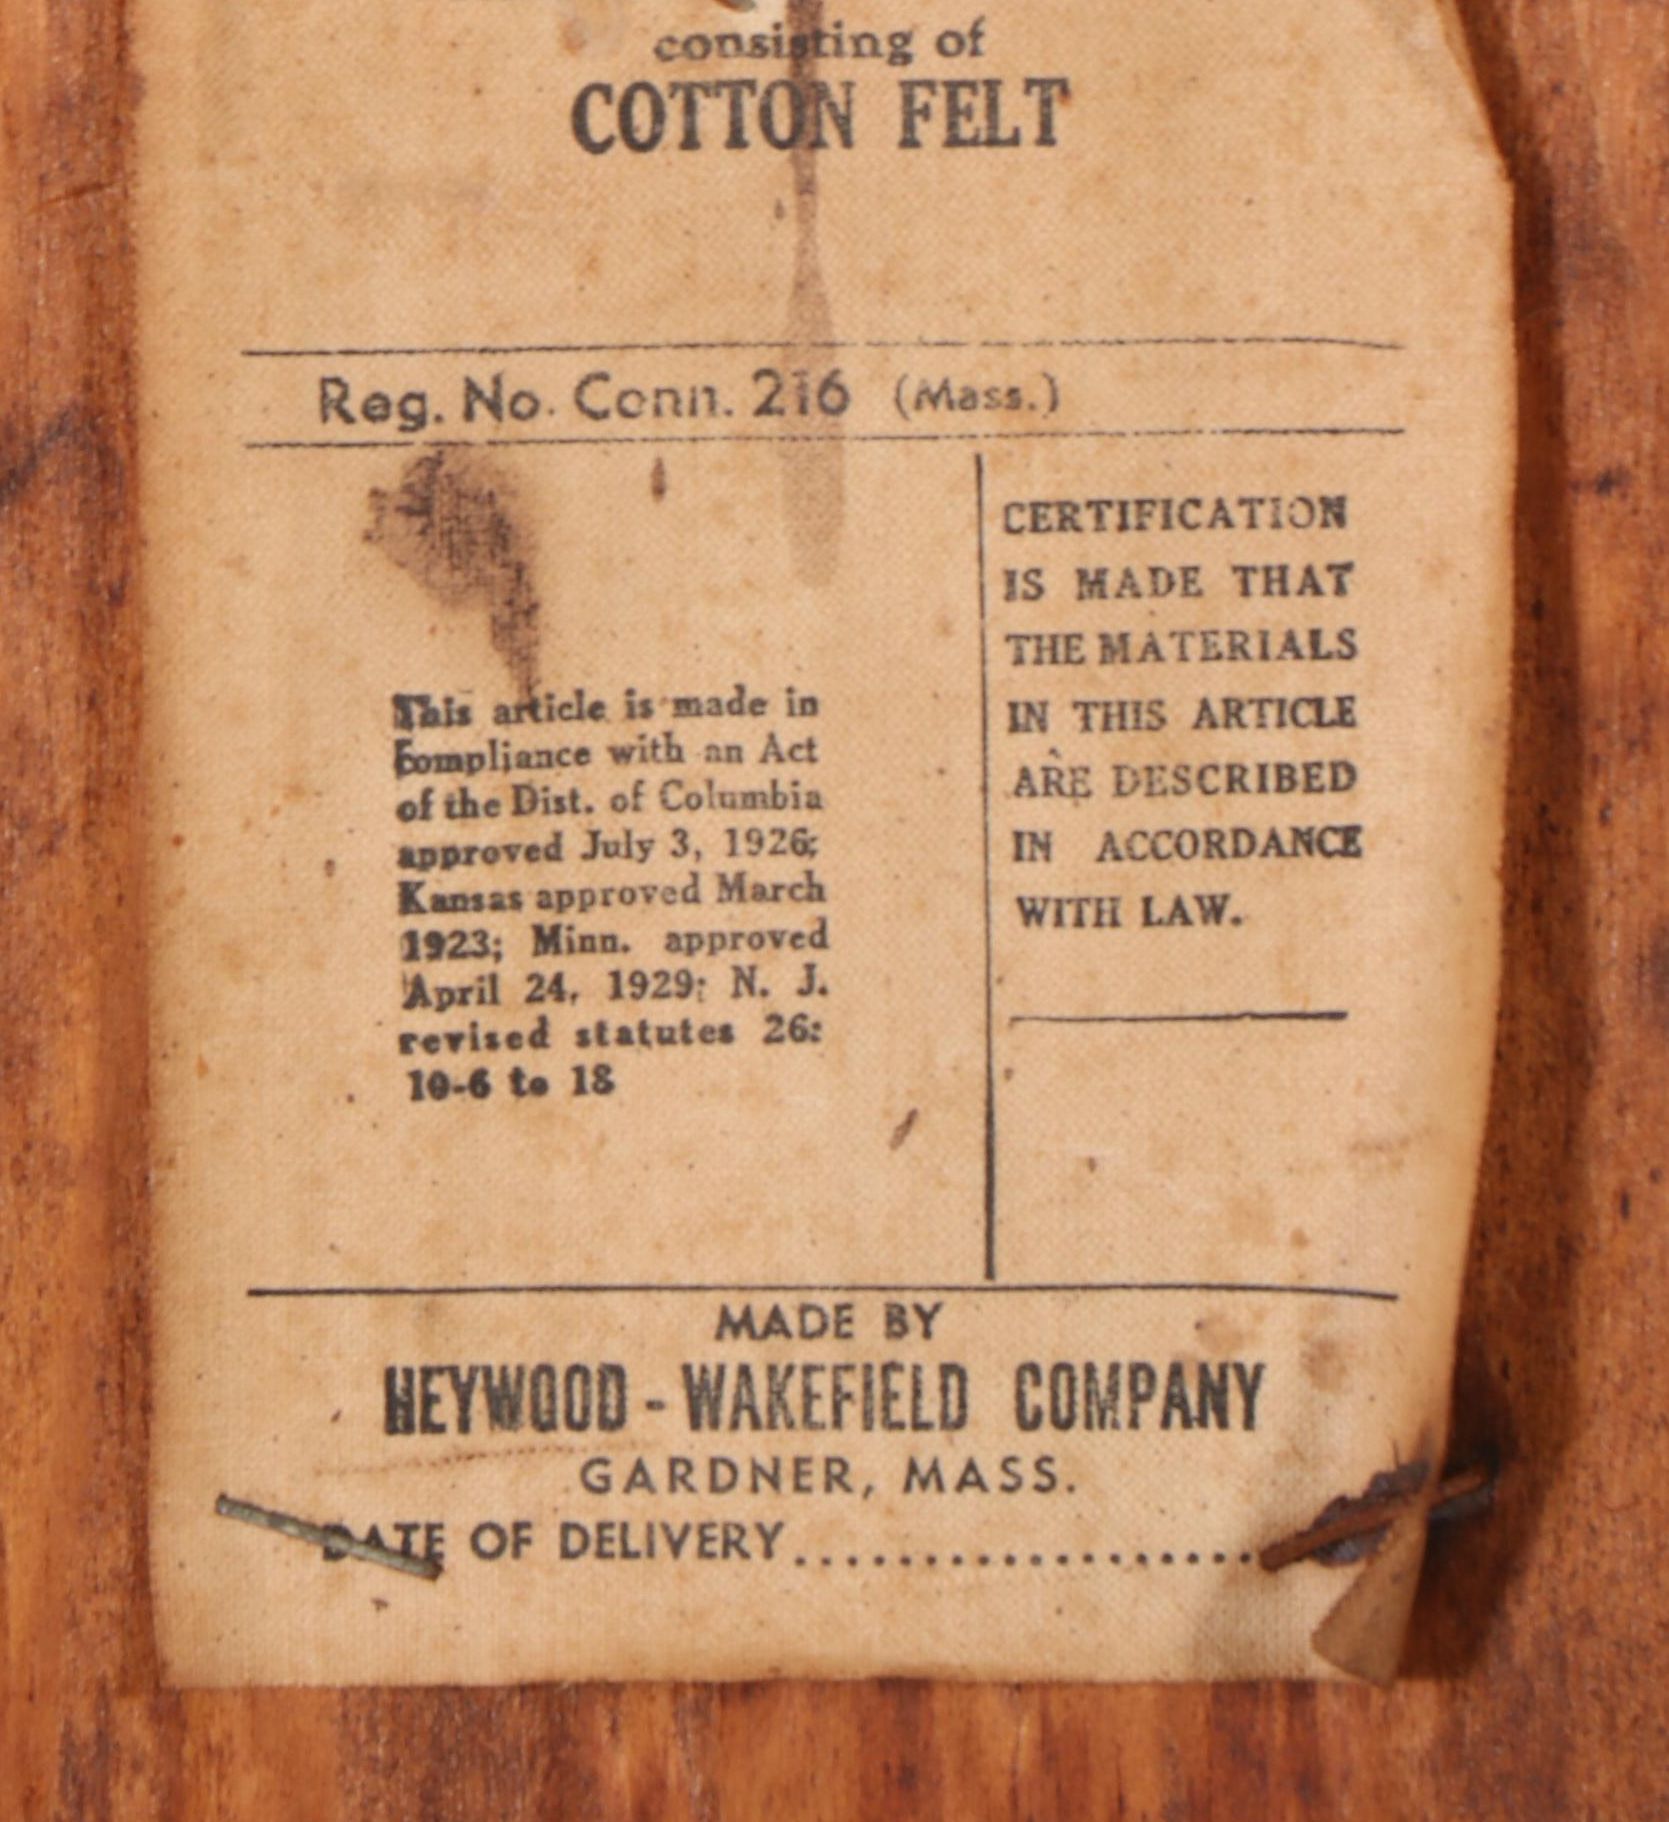 consisting of
COTTON FELT
Reg. No. Conn. 216 (Mass.)
This article is made in
compliance with an Act
of the Dist. of Columbia
approved July 3, 1926;
Kansas approved March
1923; Minn. approved
April 24, 1929; N. J.
revised statutes 26:
10-6 to 18
CERTIFICATION
IS MADE THAT
THE MATERIALS
IN THIS ARTICLE
ARE DESCRIBED
IN ACCORDANCE
WITH LAW.
MADE BY
HEYWOOD-WAKEFIELD COMPANY
GARDNER, MASS.
DATE OF DELIVERY....................